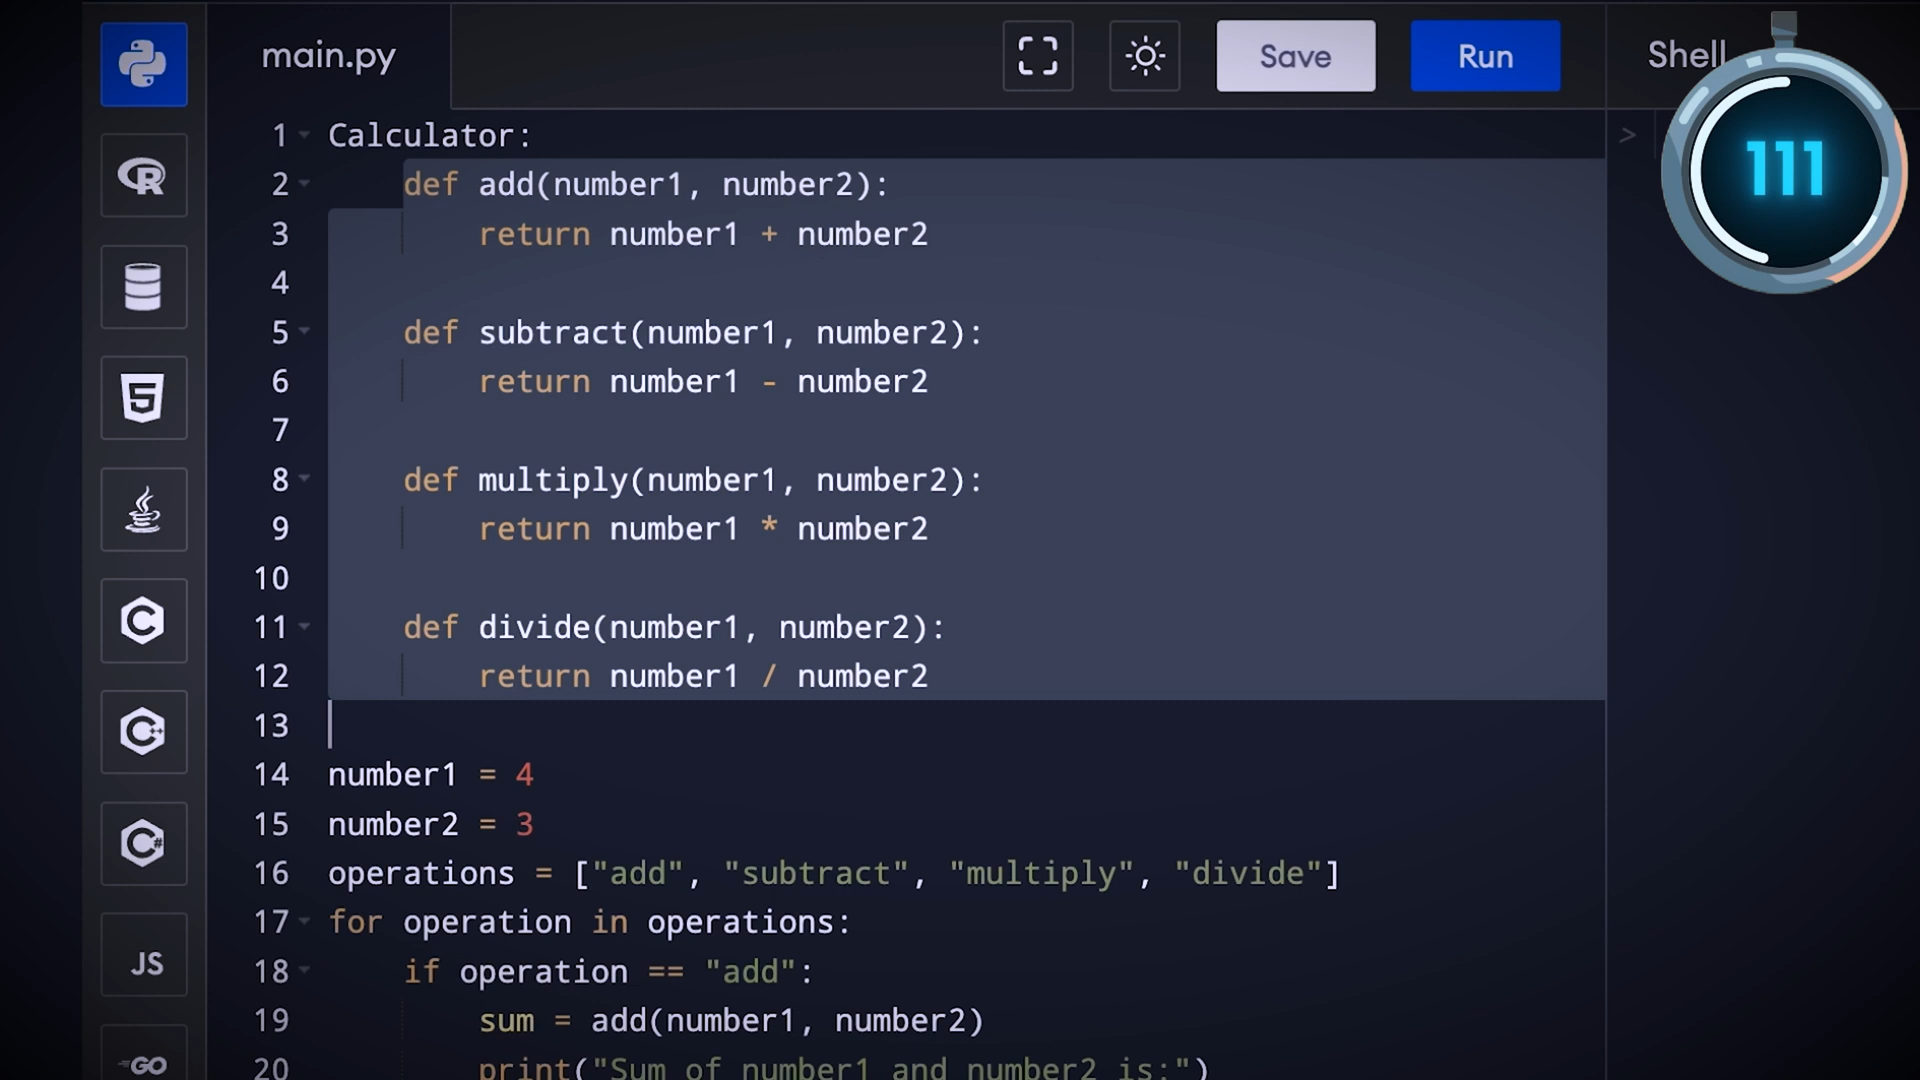 main.py
Save
Run
Shell
111
1 Calculator:
>
2 def add(number1, number2):
3 return number1 + number2
4
5 def subtract(number1, number2):
6 return number1 - number2
7
8 def multiply(number1, number2):
9 return number1 * number2
10
11 def divide(number1, number2):
12 return number1 / number2
13
14 number1 = 4
15 number2 = 3
16 operations = ["add", "subtract", "multiply", "divide"]
17 for operation in operations:
18 if operation == "add":
19 sum = add(number1, number2)
20 print("Sum of number1 and number2 is:")
R
5
C
C++
C#
JS
GO